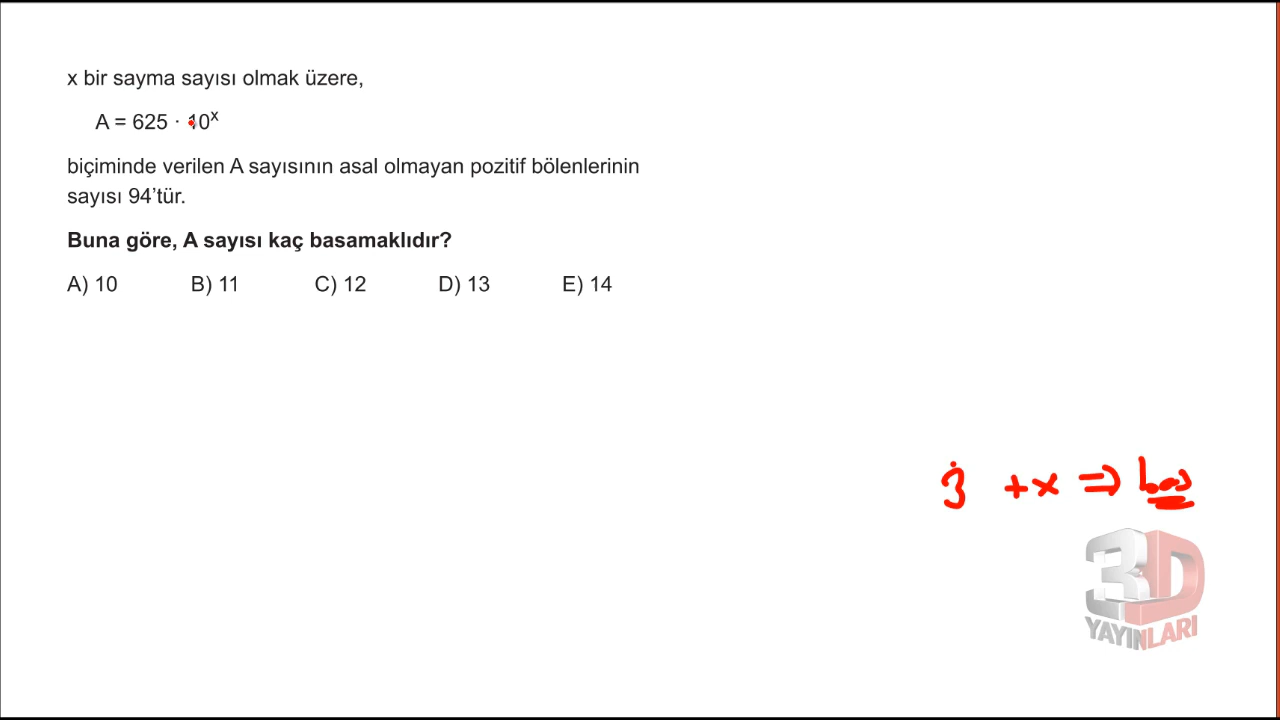 x bir sayma sayısı olmak üzere,
A = 625 · 10ˣ
biçiminde verilen A sayısının asal olmayan pozitif bölenlerinin
sayısı 94’tür.
Buna göre, A sayısı kaç basamaklıdır?
A) 10 B) 11 C) 12 D) 13 E) 14
3 +x ⇒ bas
3D
YAYINLARI